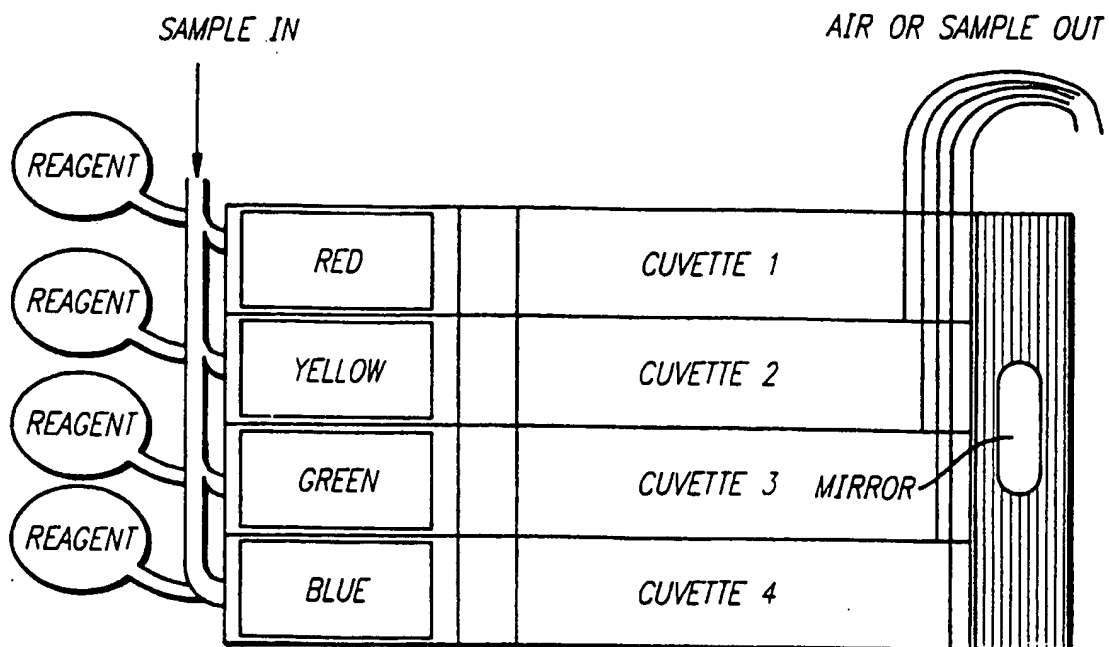 SAMPLE IN
AIR OR SAMPLE OUT
REAGENT
RED
CUVETTE 1
REAGENT
YELLOW
CUVETTE 2
REAGENT
GREEN
CUVETTE 3
MIRROR
REAGENT
BLUE
CUVETTE 4